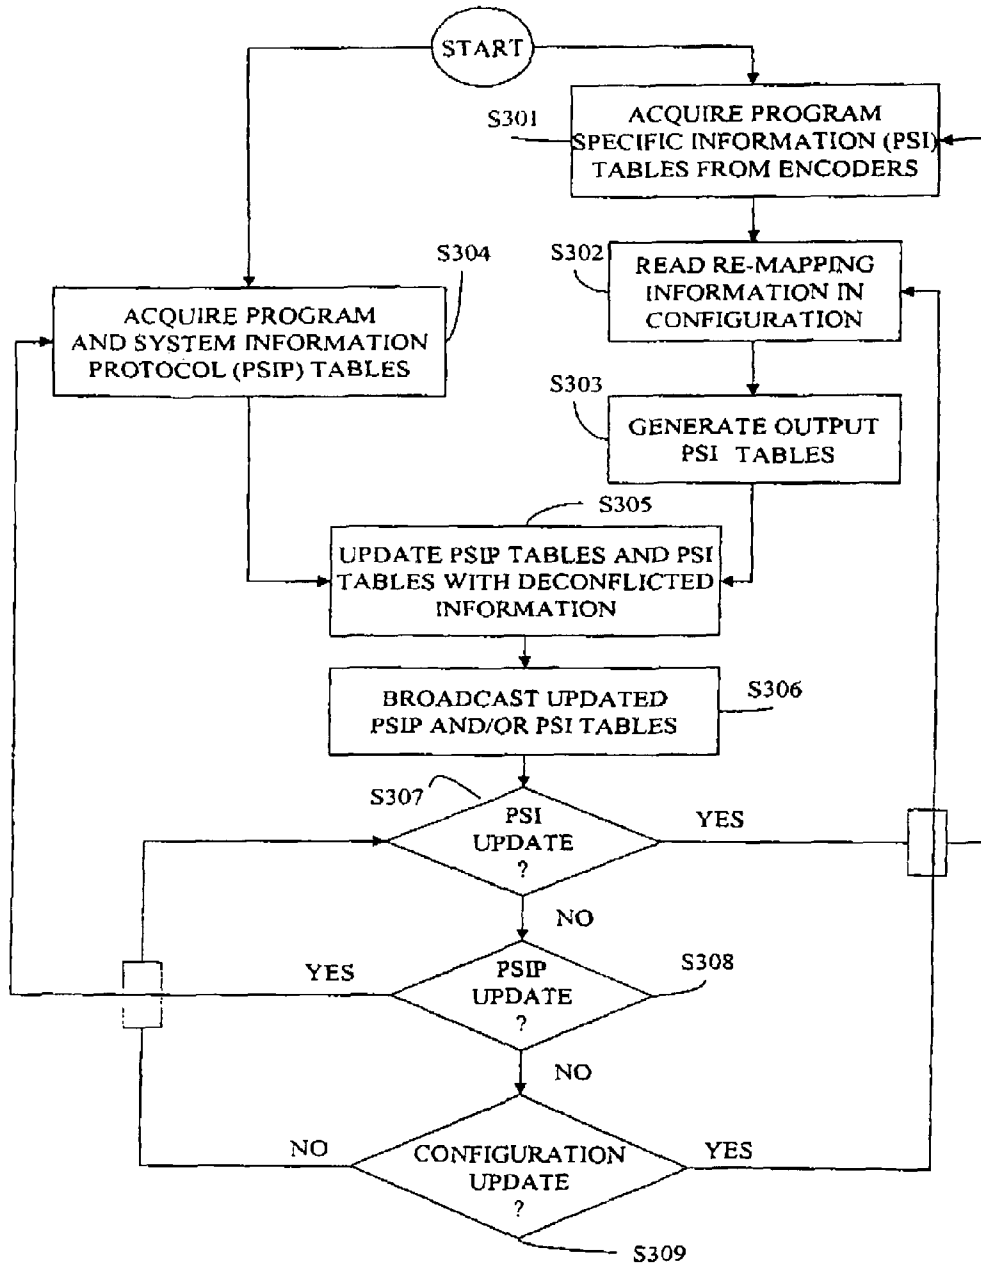 START
S301
ACQUIRE PROGRAM
SPECIFIC INFORMATION (PSI)
TABLES FROM ENCODERS
S304
S302
READ RE-MAPPING
INFORMATION IN
CONFIGURATION
ACQUIRE PROGRAM
AND SYSTEM INFORMATION
PROTOCOL (PSIP) TABLES
S303
GENERATE OUTPUT
PSI TABLES
S305
UPDATE PSIP TABLES AND PSI
TABLES WITH DECONFLICTED
INFORMATION
BROADCAST UPDATED
PSIP AND/OR PSI TABLES
S306
S307
PSI
UPDATE
?
YES
NO
YES
PSIP
UPDATE
?
S308
NO
NO
CONFIGURATION
UPDATE
?
YES
S309